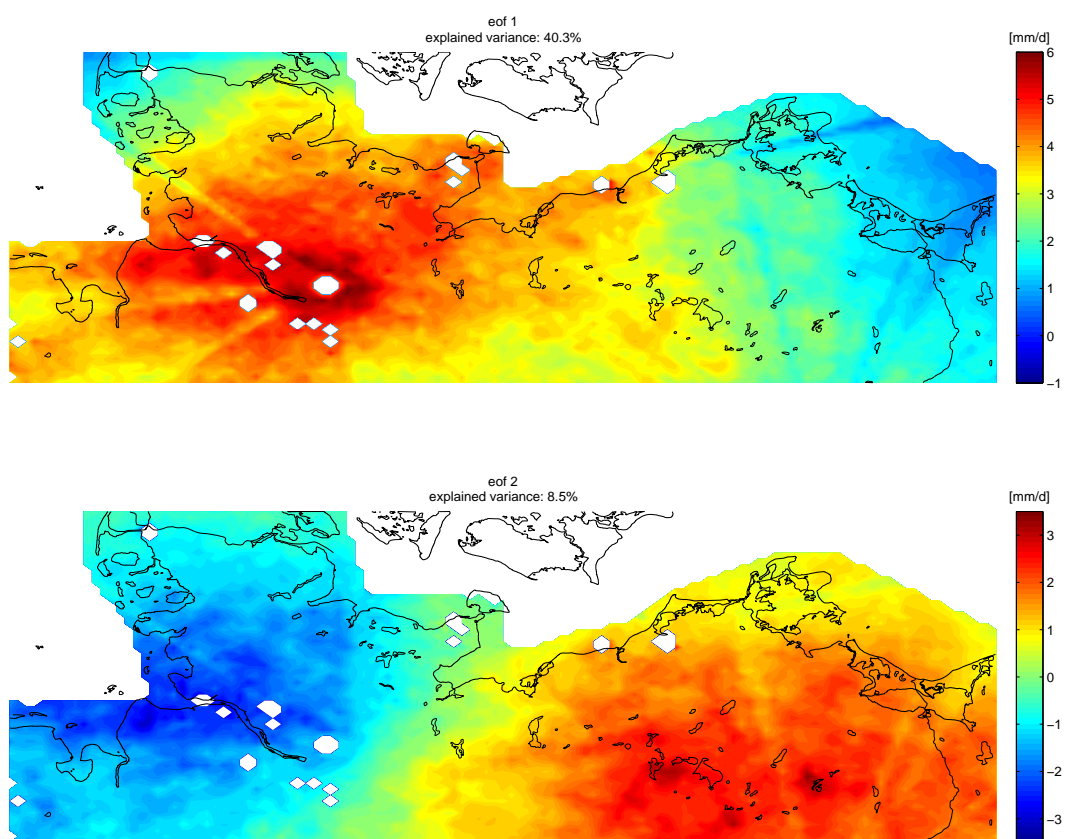 eof 1
explained variance: 40.3%
[mm/d]
6
5
4
3
2
1
0
−1
eof 2
explained variance: 8.5%
[mm/d]
3
2
1
0
−1
−2
−3